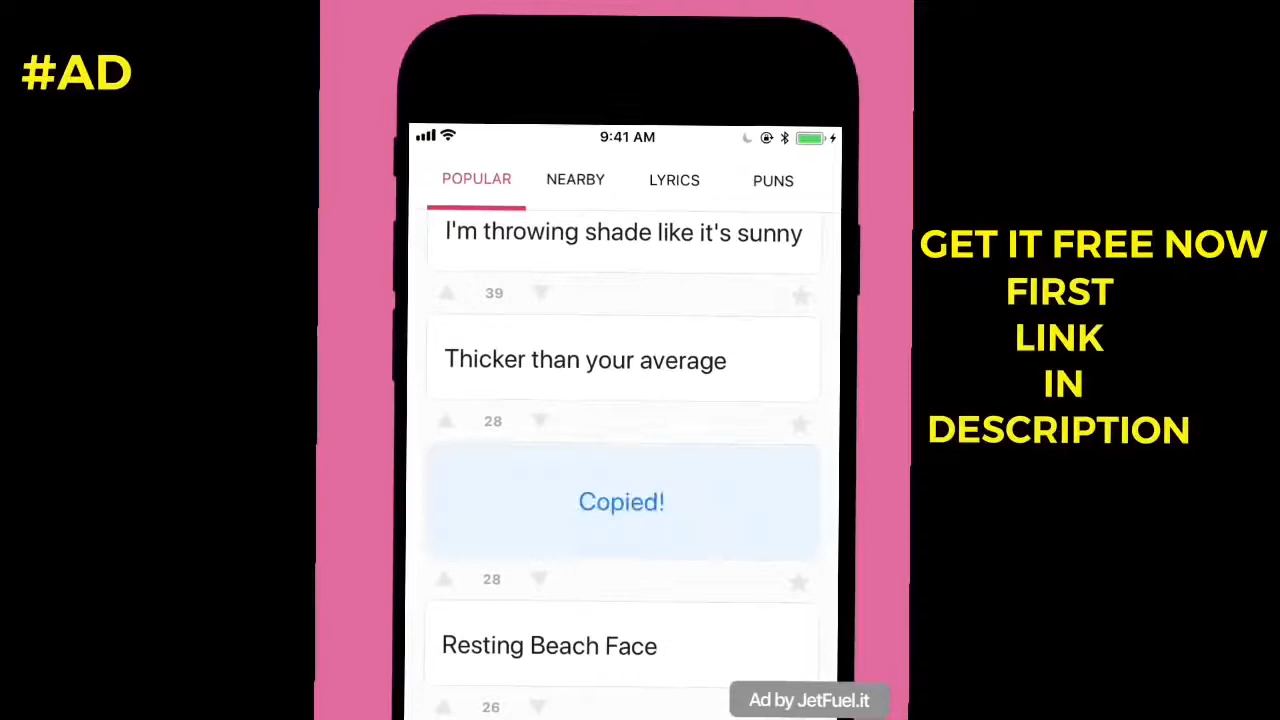 #AD
9:41 AM
POPULAR NEARBY LYRICS PUNS
I'm throwing shade like it's sunny
39
Thicker than your average
28
Copied!
28
Resting Beach Face
26
Ad by JetFuel.it
GET IT FREE NOW
FIRST
LINK
IN
DESCRIPTION